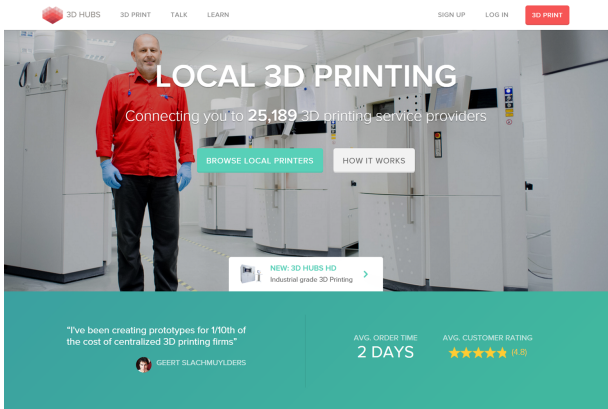 3D HUBS
3D PRINT
TALK
LEARN
SIGN UP
LOG IN
3D PRINT
LOCAL 3D PRINTING
Connecting you to 25,189 3D printing service providers
BROWSE LOCAL PRINTERS
HOW IT WORKS
NEW: 3D HUBS HD
Industrial grade 3D Printing
"I've been creating prototypes for 1/10th of
the cost of centralized 3D printing firms"
GEERT SLACHMUYLDERS
AVG. ORDER TIME
2 DAYS
AVG. CUSTOMER RATING
(4.8)